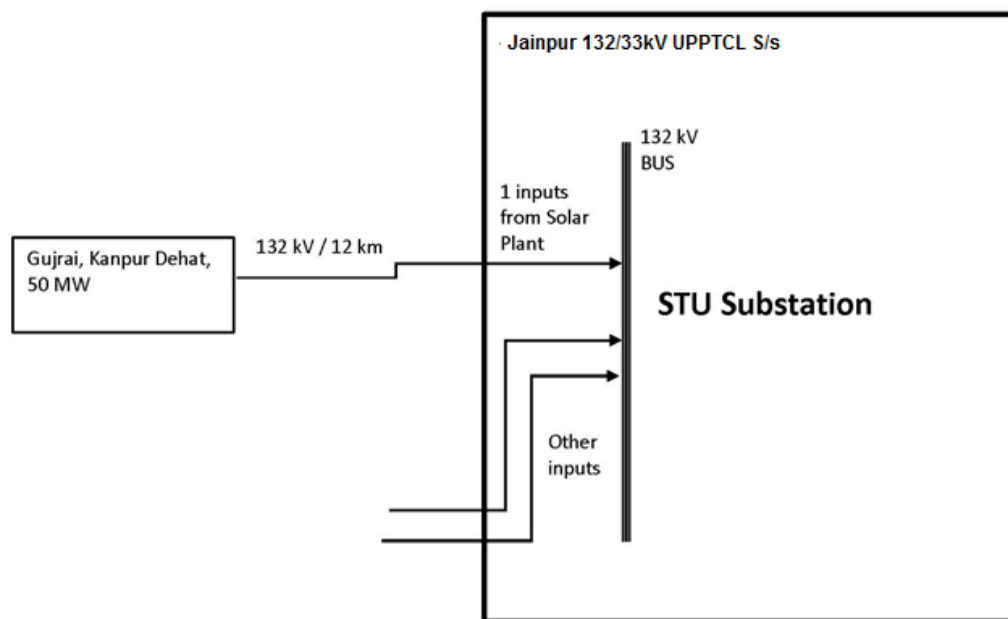 Jainpur 132/33kV UPPTCL S/s
132 kV
BUS
1 inputs
from Solar
Plant
132 kV / 12 km
Gujrai, Kanpur Dehat,
50 MW
STU Substation
Other
inputs